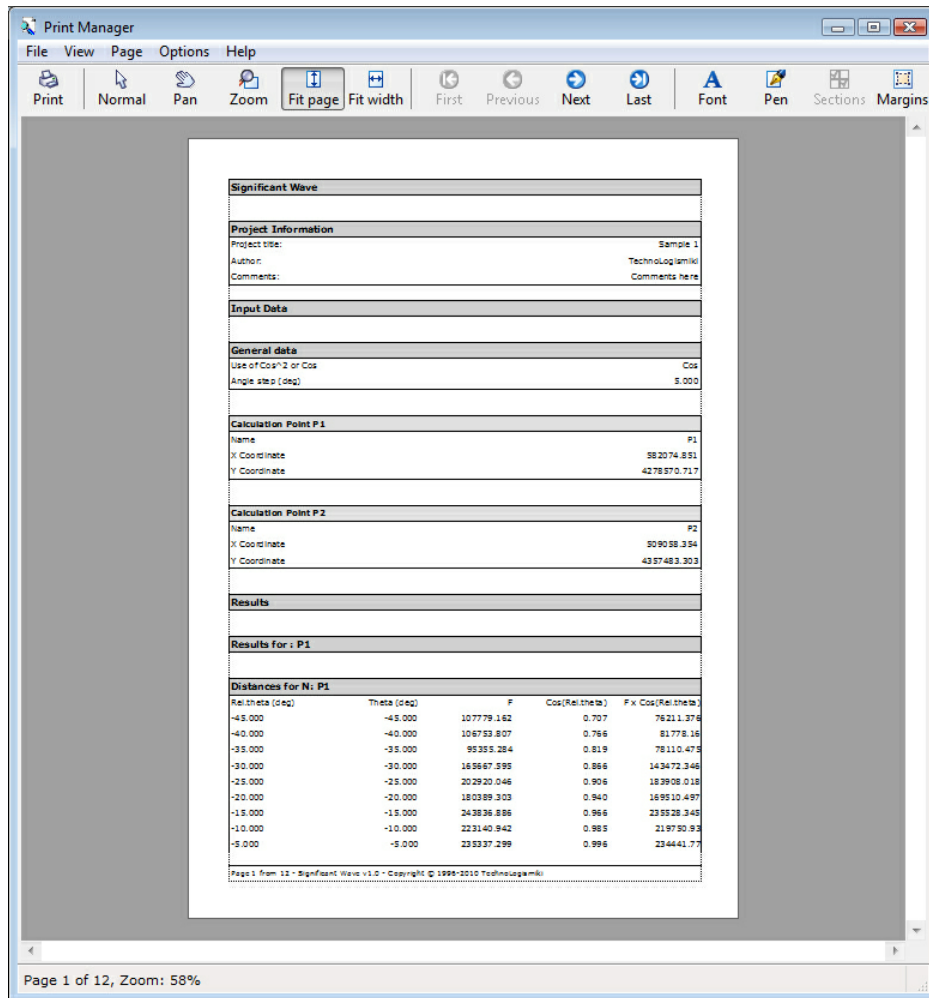 Print Manager
File View Page Options Help
Print Normal Pan Zoom Fit page Fit width First Previous Next Last Font Pen Sections Margins
Significant Wave
Project Information
Project title: Sample 1
Author: TechnoLogismiki
Comments: Comments here
Input Data
General data
Use of Cos^2 or Cos Cos
Angle step (deg) 5.000
Calculation Point P1
Name P1
X Coordinate 582074.851
Y Coordinate 4278570.717
Calculation Point P2
Name P2
X Coordinate 509058.354
Y Coordinate 4357483.303
Results
Results for : P1
Distances for N: P1
Rel.theta (deg) Theta (deg) F Cos(Rel.theta) F x Cos(Rel.theta)
-45.000 -45.000 107779.162 0.707 76211.376
-40.000 -40.000 106753.807 0.766 81778.16
-35.000 -35.000 95355.284 0.819 78110.475
-30.000 -30.000 165667.595 0.866 143472.346
-25.000 -25.000 202920.046 0.906 183908.018
-20.000 -20.000 180389.303 0.940 169510.497
-15.000 -15.000 243836.886 0.966 235528.345
-10.000 -10.000 223140.942 0.985 219750.93
-5.000 -5.000 235337.299 0.996 234441.77
Page 1 from 12 - Significant Wave v1.0 - Copyright © 1996-2010 TechnoLogismiki
Page 1 of 12, Zoom: 58%